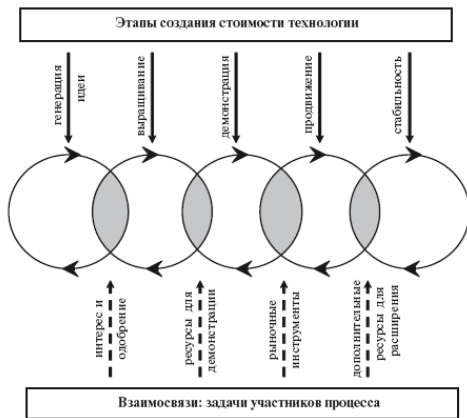 Этапы создания стоимости технологии
генерация
идеи
выращивание
демонстрация
продвижение
стабильность
интерес и
одобрение
ресурсы для
демонстрации
рыночные
инструменты
дополнительные
ресурсы для
расширения
Взаимосвязи: задачи участников процесса